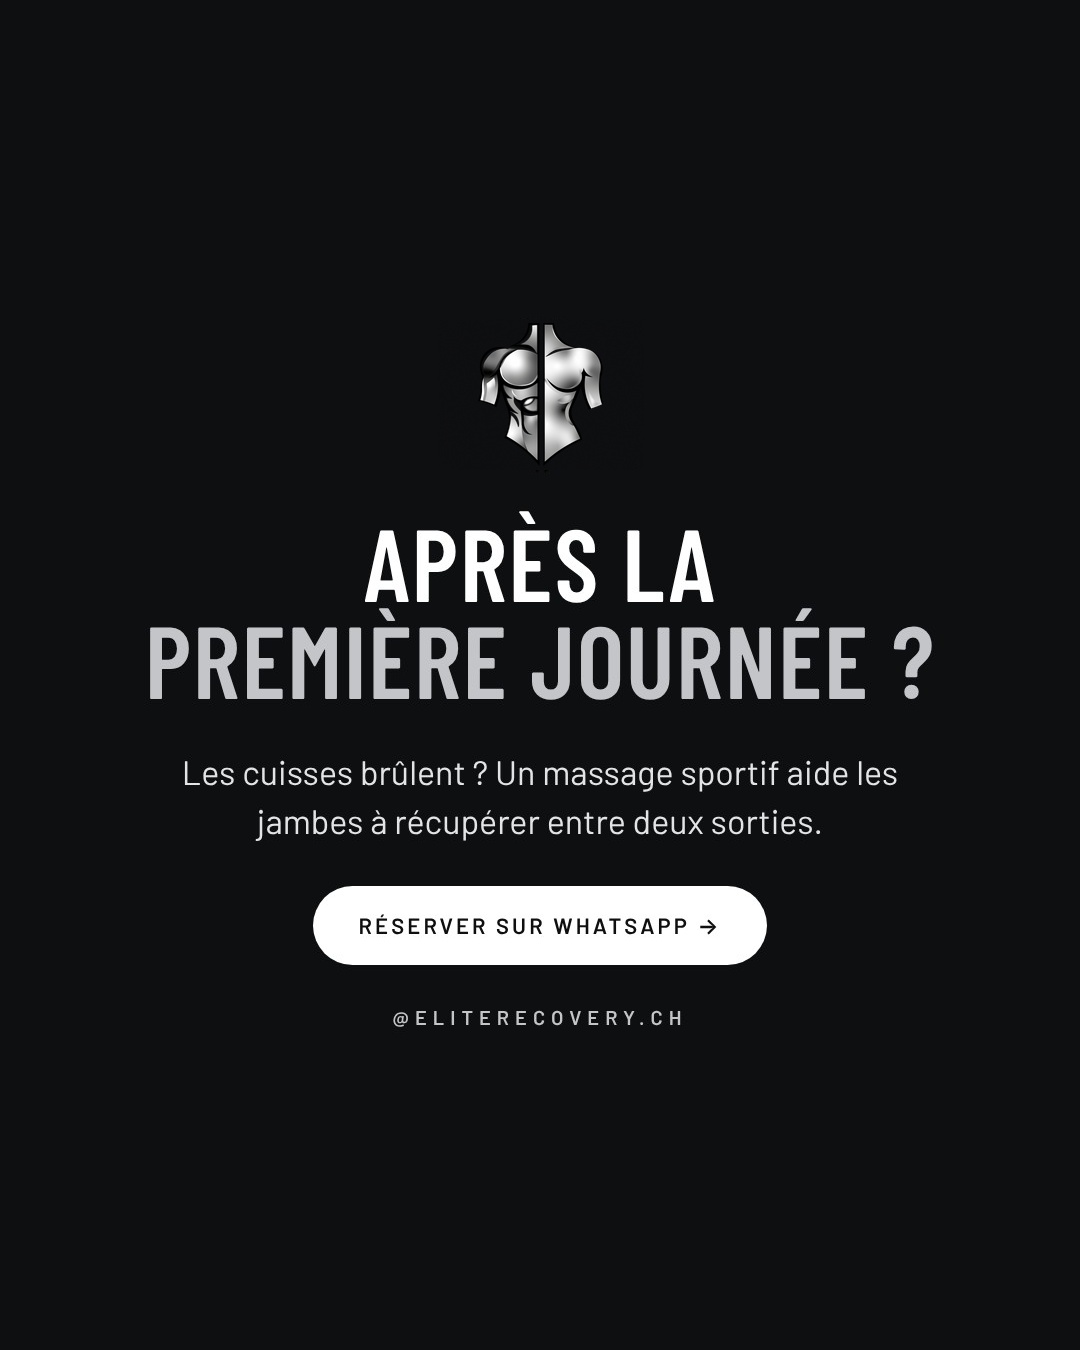 APRÈS LA
PREMIÈRE JOURNÉE ?
Les cuisses brûlent ? Un massage sportif aide les
jambes à récupérer entre deux sorties.
RÉSERVER SUR WHATSAPP →
@ELITERECOVERY.CH